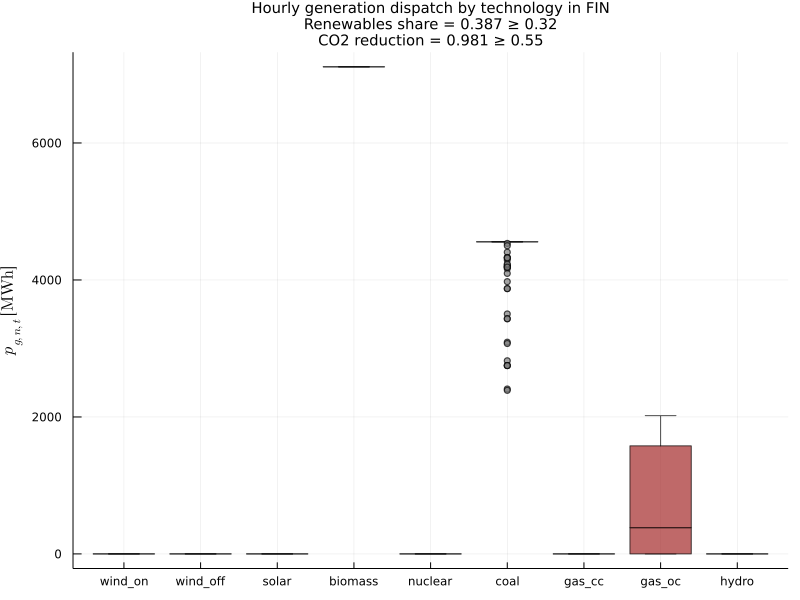 Hourly generation dispatch by technology in FIN
Renewables share = 0.387 ≥ 0.32
CO2 reduction = 0.981 ≥ 0.55
6000
4000
2000
0
p_{g,n,t} [MWh]
wind_on wind_off solar biomass nuclear coal gas_cc gas_oc hydro